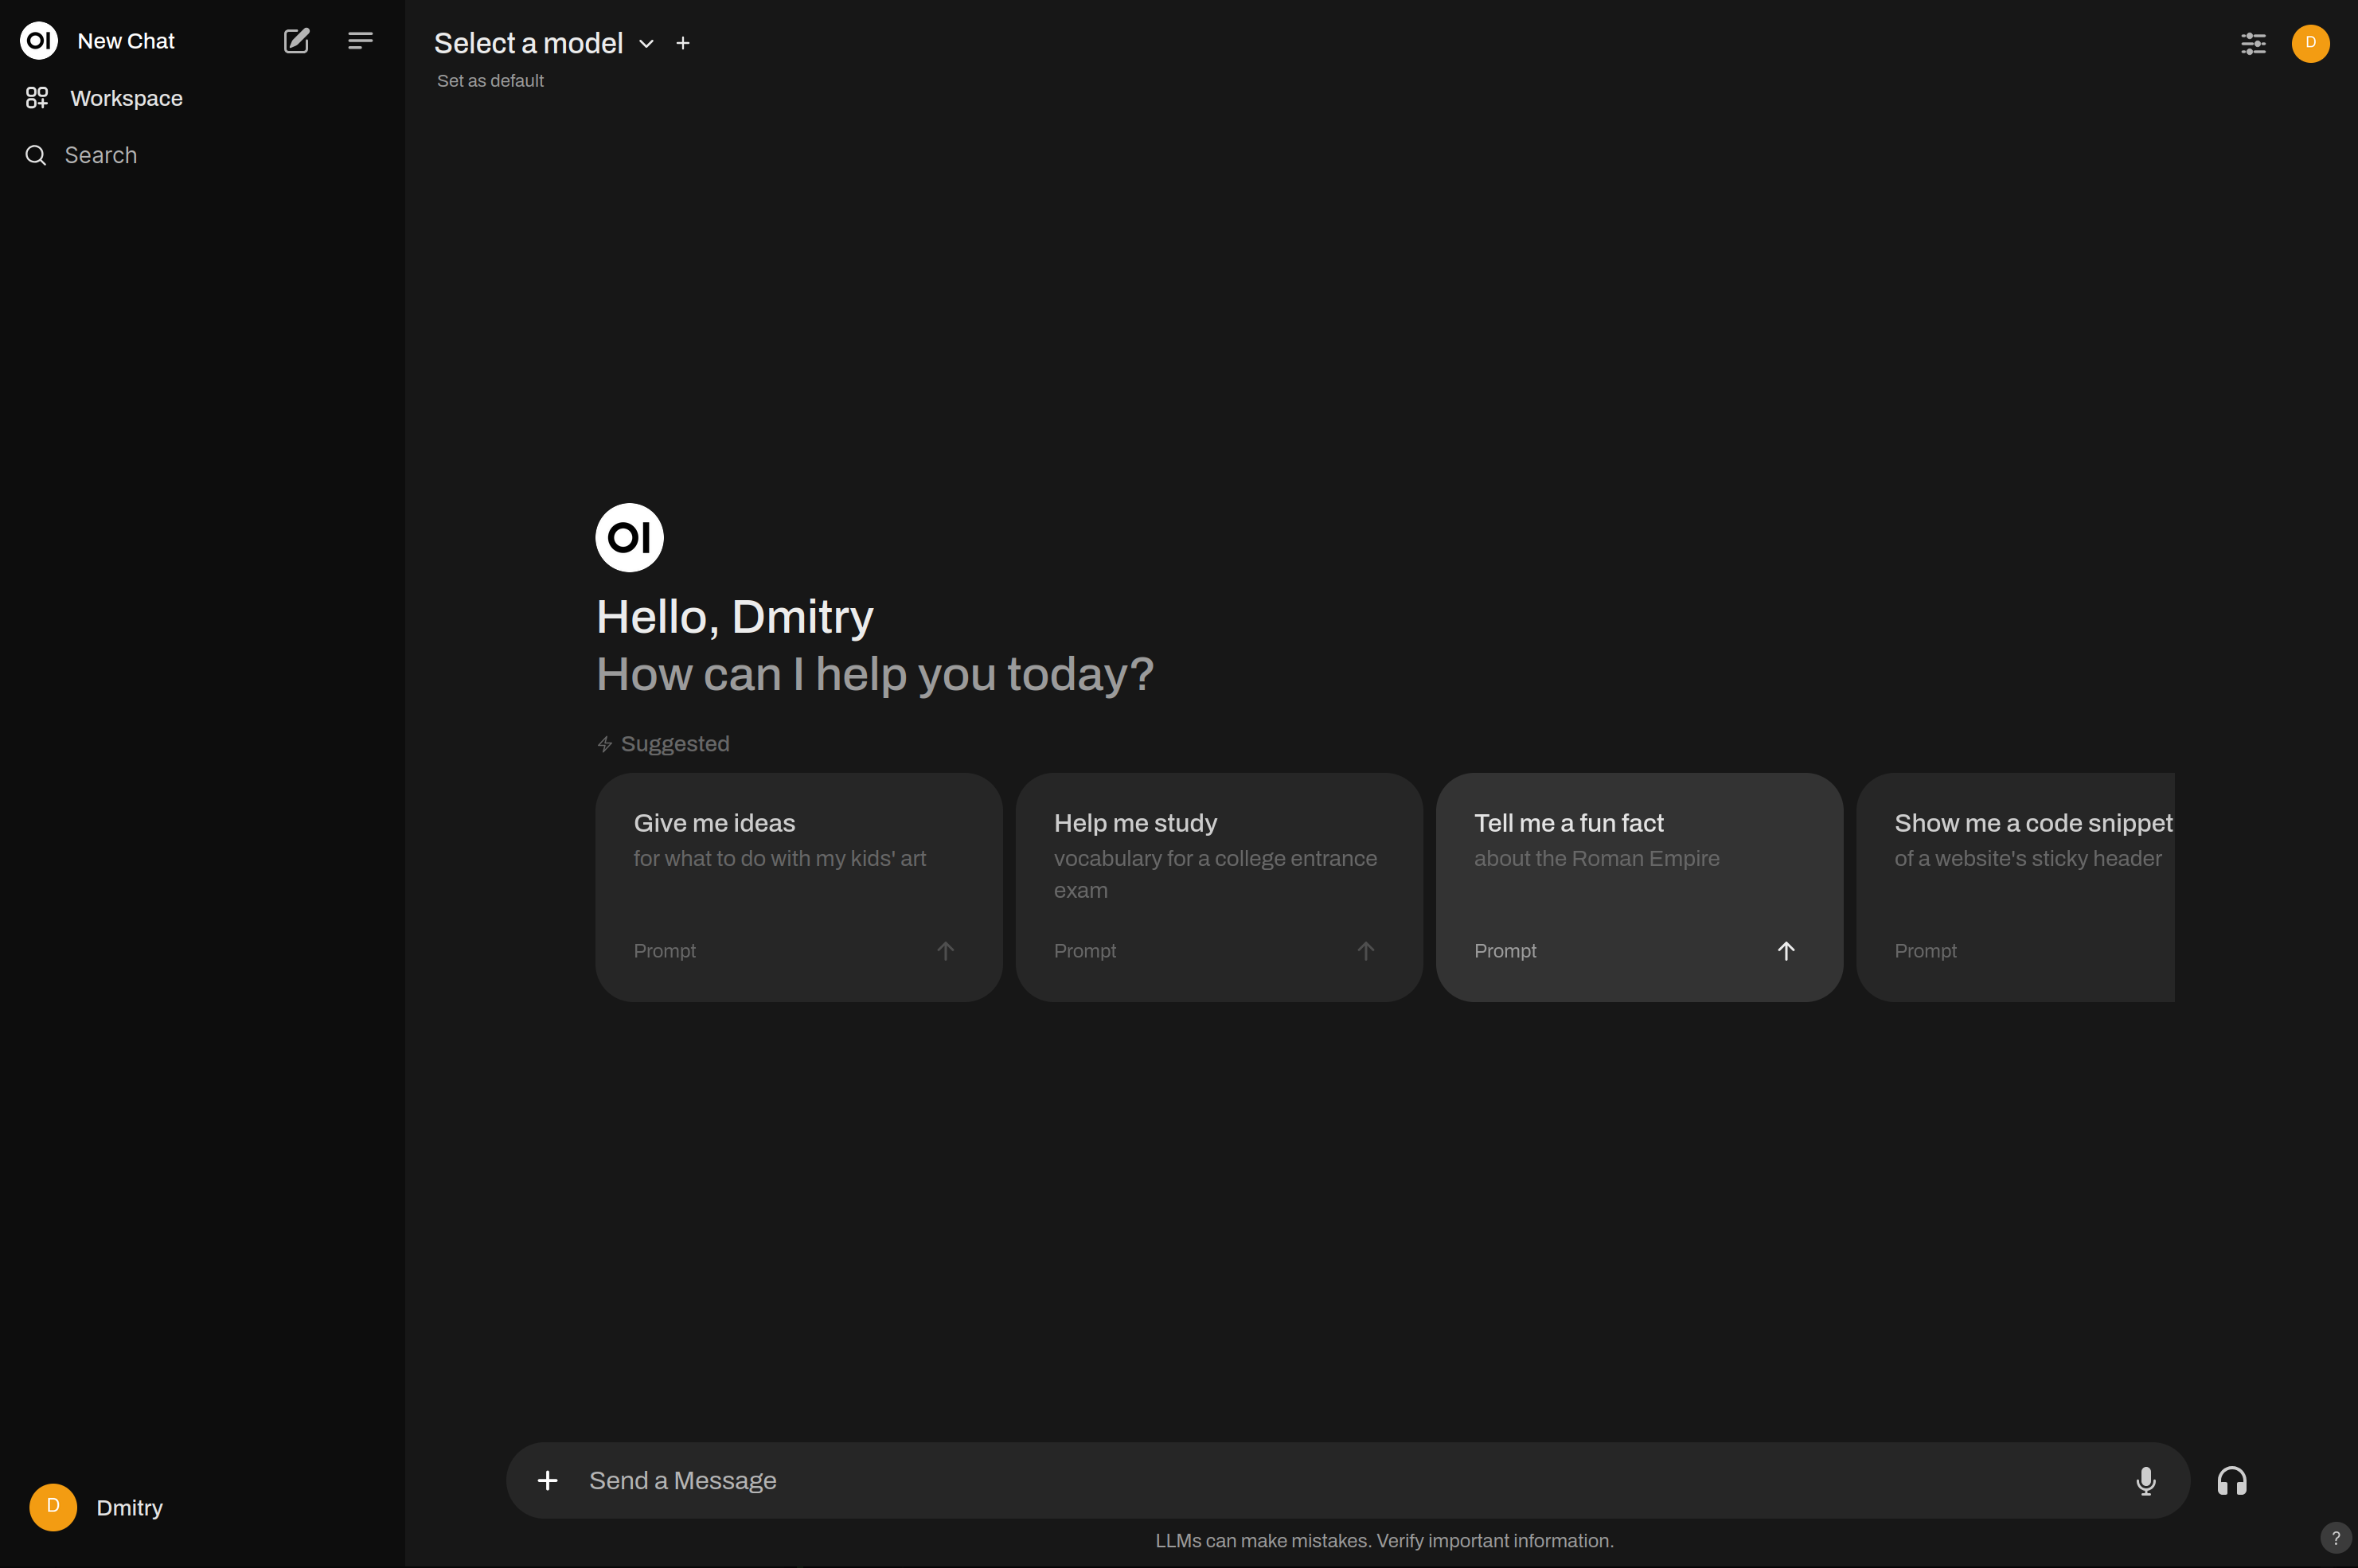 OI New Chat
Workspace
Search
Select a model
Set as default
D
OI
Hello, Dmitry
How can I help you today?
Suggested
Give me ideas
for what to do with my kids' art
Prompt
Help me study
vocabulary for a college entrance
exam
Prompt
Tell me a fun fact
about the Roman Empire
Prompt
Show me a code snippet
of a website's sticky header
Prompt
D Dmitry
Send a Message
LLMs can make mistakes. Verify important information.
?